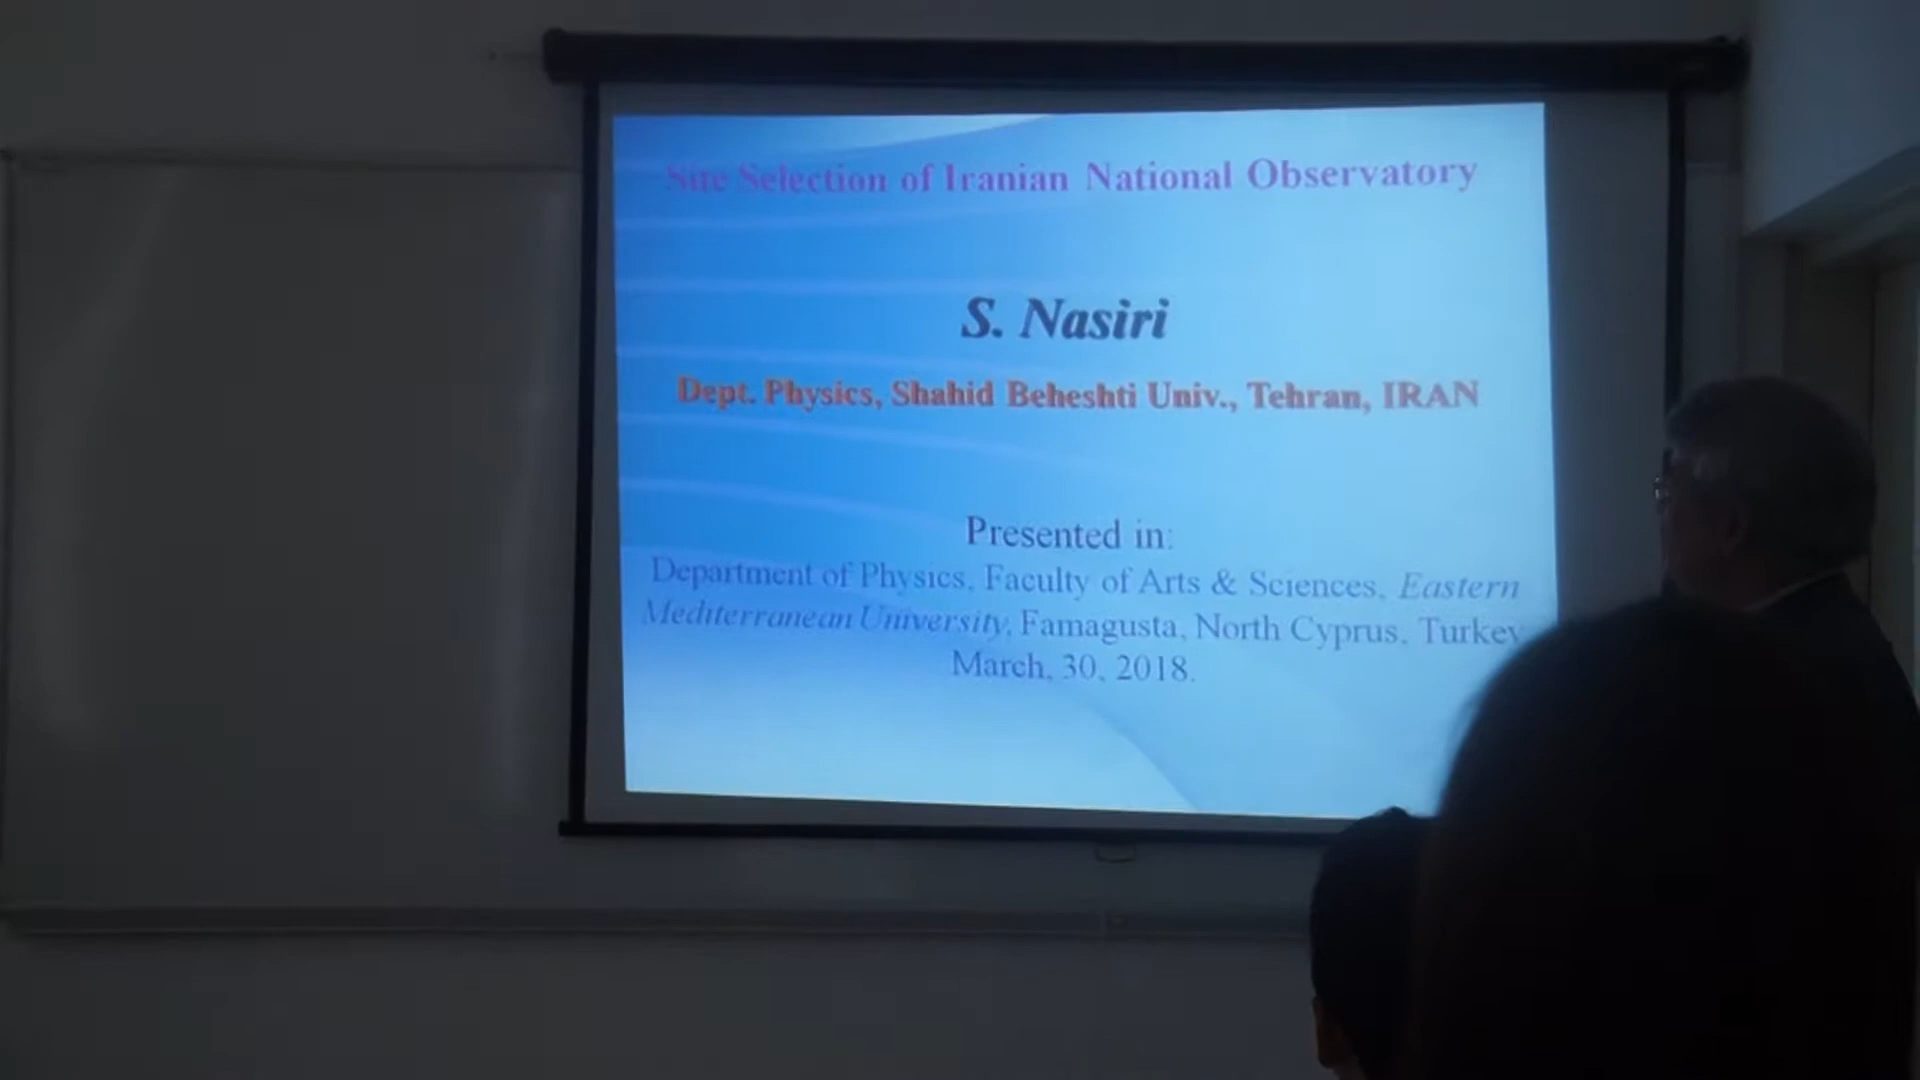 Site Selection of Iranian National Observatory
S. Nasiri
Dept. Physics, Shahid Beheshti Univ., Tehran, IRAN
Presented in:
Department of Physics, Faculty of Arts & Sciences, Eastern
Mediterranean University, Famagusta, North Cyprus, Turkey
March, 30, 2018.